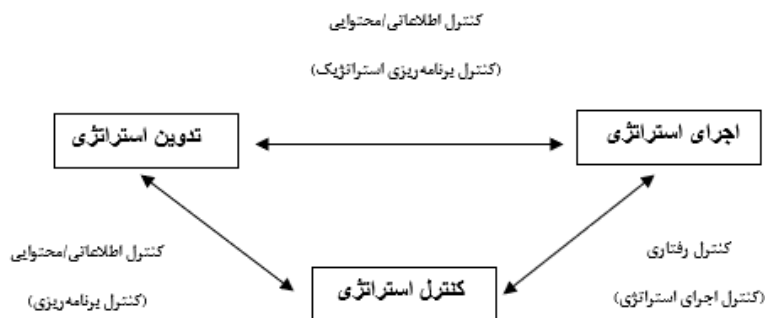 کنترل اطلاعاتی/محتوایی
(کنترل برنامه‌ریزی استراتژیک)
اجرای استراتژی
تدوین استراتژی
کنترل رفتاری
(کنترل اجرای استراتژی)
کنترل اطلاعاتی/محتوایی
(کنترل برنامه‌ریزی)
کنترل استراتژی